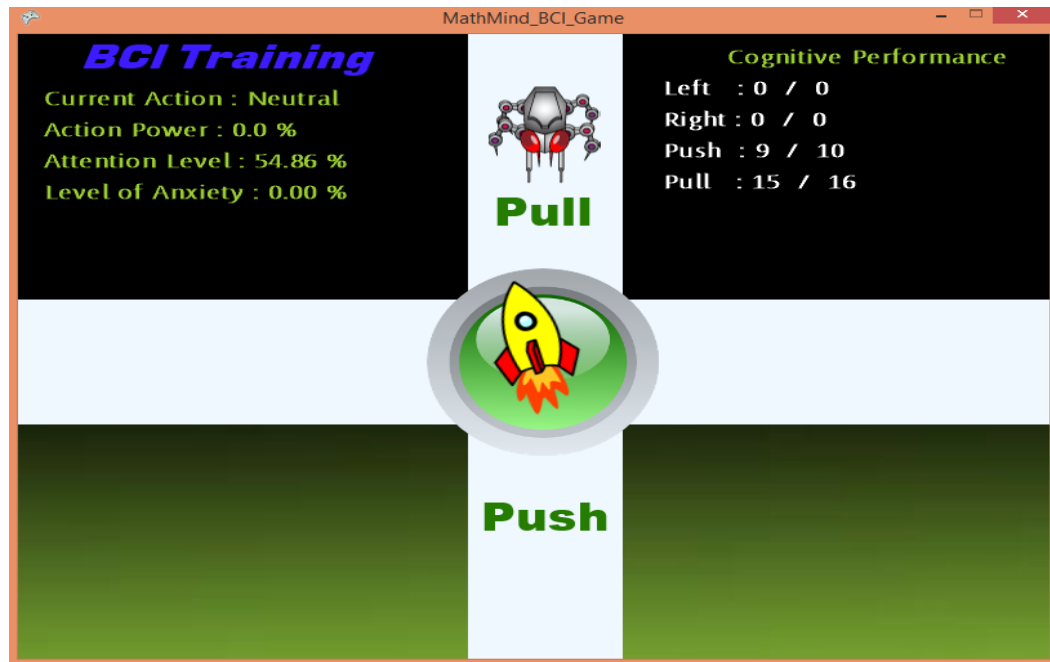 MathMind_BCI_Game
BCI Training
Current Action : Neutral
Action Power : 0.0 %
Attention Level : 54.86 %
Level of Anxiety : 0.00 %
Cognitive Performance
Left : 0 / 0
Right : 0 / 0
Push : 9 / 10
Pull : 15 / 16
Pull
Push